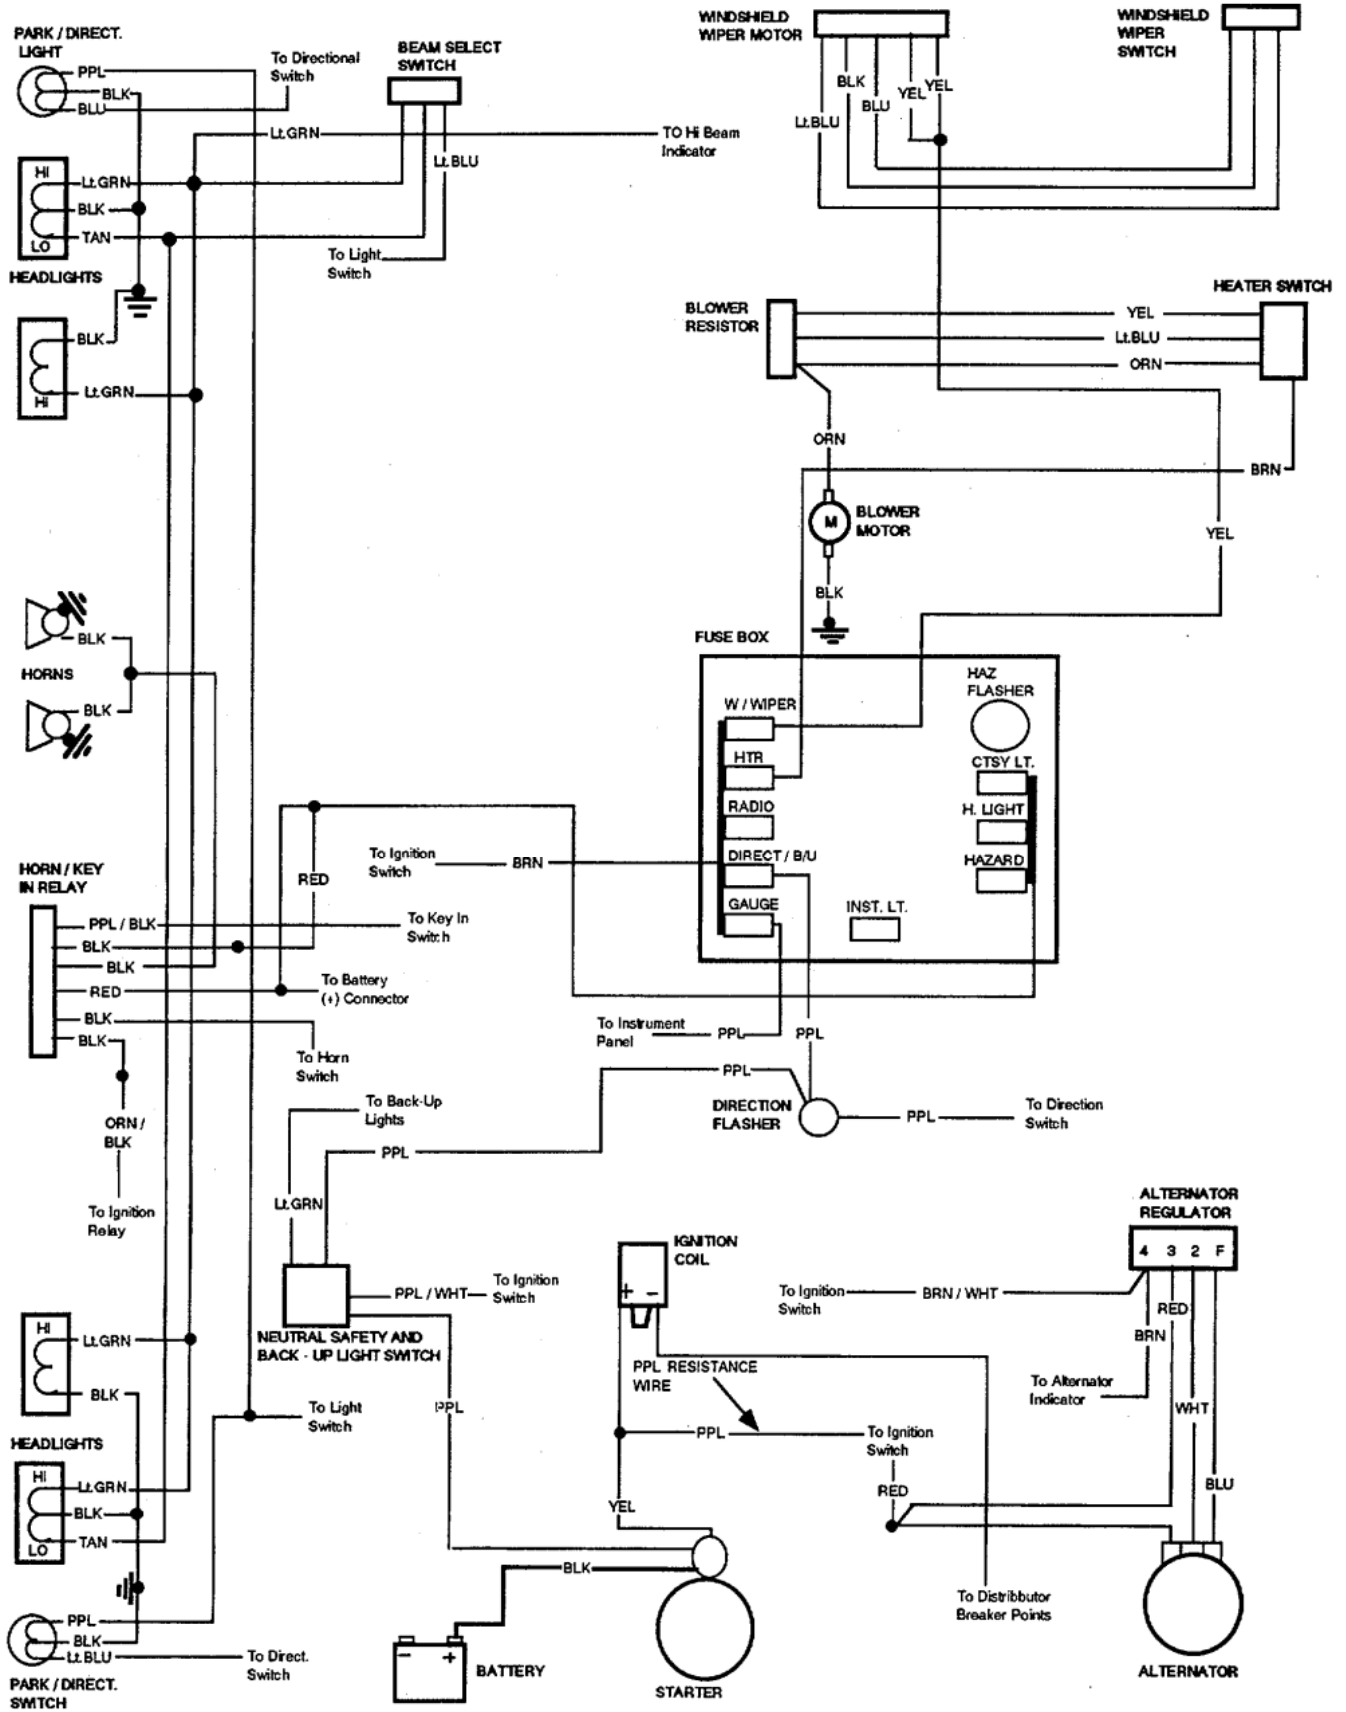 PARK / DIRECT.
LIGHT
PPL
BLK
BLU
To Directional
Switch
BEAM SELECT
SWITCH
Lt.GRN
TO Hi Beam
Indicator
Lt.BLU
HI
Lt.GRN
BLK
TAN
LO
To Light
Switch
HEADLIGHTS
BLK
Lt.GRN
Hi
WINDSHIELD
WIPER MOTOR
WINDSHIELD
WIPER
SWITCH
Lt.BLU
BLK
BLU
YEL
YEL
BLOWER
RESISTOR
HEATER SWITCH
YEL
Lt.BLU
ORN
ORN
BRN
M
BLOWER
MOTOR
YEL
BLK
BLK
HORNS
BLK
FUSE BOX
W / WIPER
HTR
RADIO
DIRECT / B/U
GAUGE
HAZ
FLASHER
CTSY LT.
H. LIGHT
HAZARD
INST. LT.
To Ignition
Switch
BRN
RED
HORN / KEY
IN RELAY
PPL / BLK
To Key In
Switch
BLK
BLK
RED
To Battery
(+) Connector
BLK
BLK
To Horn
Switch
ORN /
BLK
To Ignition
Relay
To Instrument
Panel
PPL
PPL
PPL
DIRECTION
FLASHER
PPL
To Direction
Switch
To Back-Up
Lights
PPL
Lt.GRN
PPL / WHT
To Ignition
Switch
NEUTRAL SAFETY AND
BACK - UP LIGHT SWITCH
PPL
IGNITION
COIL
+ −
PPL RESISTANCE
WIRE
PPL
To Ignition
Switch
RED
YEL
ALTERNATOR
REGULATOR
4 3 2 F
To Ignition
Switch
BRN / WHT
RED
BRN
To Alternator
Indicator
WHT
BLU
HI
Lt.GRN
BLK
To Light
Switch
HEADLIGHTS
HI
Lt.GRN
BLK
TAN
LO
PPL
BLK
Lt.BLU
To Direct.
Switch
PARK / DIRECT.
SWITCH
BLK
− +
BATTERY
STARTER
To Distribbutor
Breaker Points
ALTERNATOR